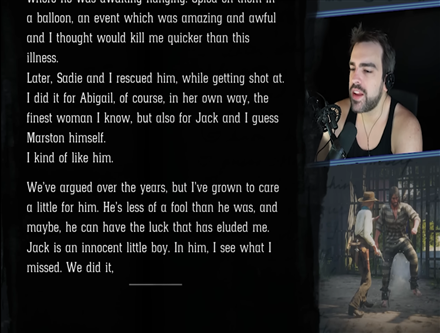 where he was awaiting hanging. Spied on them in
a balloon, an event which was amazing and awful
and I thought would kill me quicker than this
illness.
Later, Sadie and I rescued him, while getting shot at.
I did it for Abigail, of course, in her own way, the
finest woman I know, but also for Jack and I guess
Marston himself.
I kind of like him.
We've argued over the years, but I've grown to care
a little for him. He's less of a fool than he was, and
maybe, he can have the luck that has eluded me.
Jack is an innocent little boy. In him, I see what I
missed. We did it,